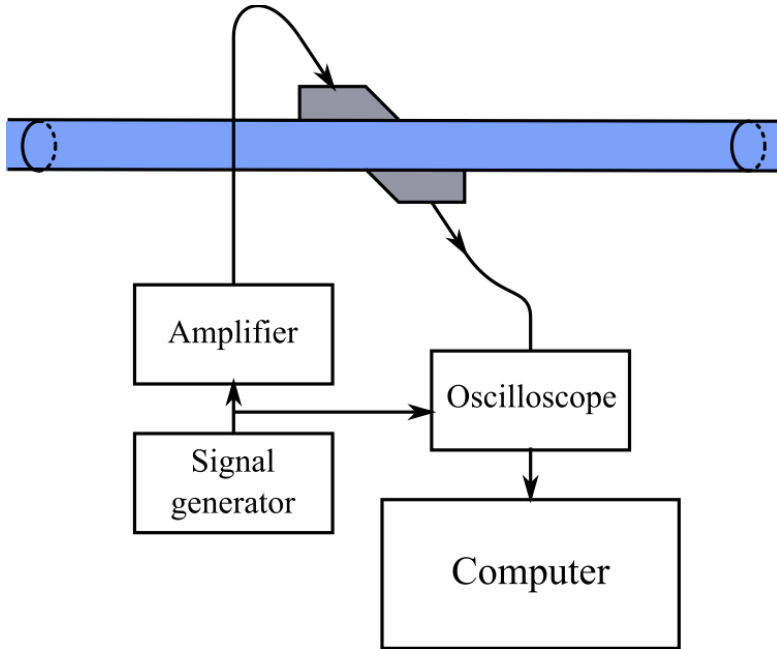 Amplifier
Oscilloscope
Signal
generator
Computer